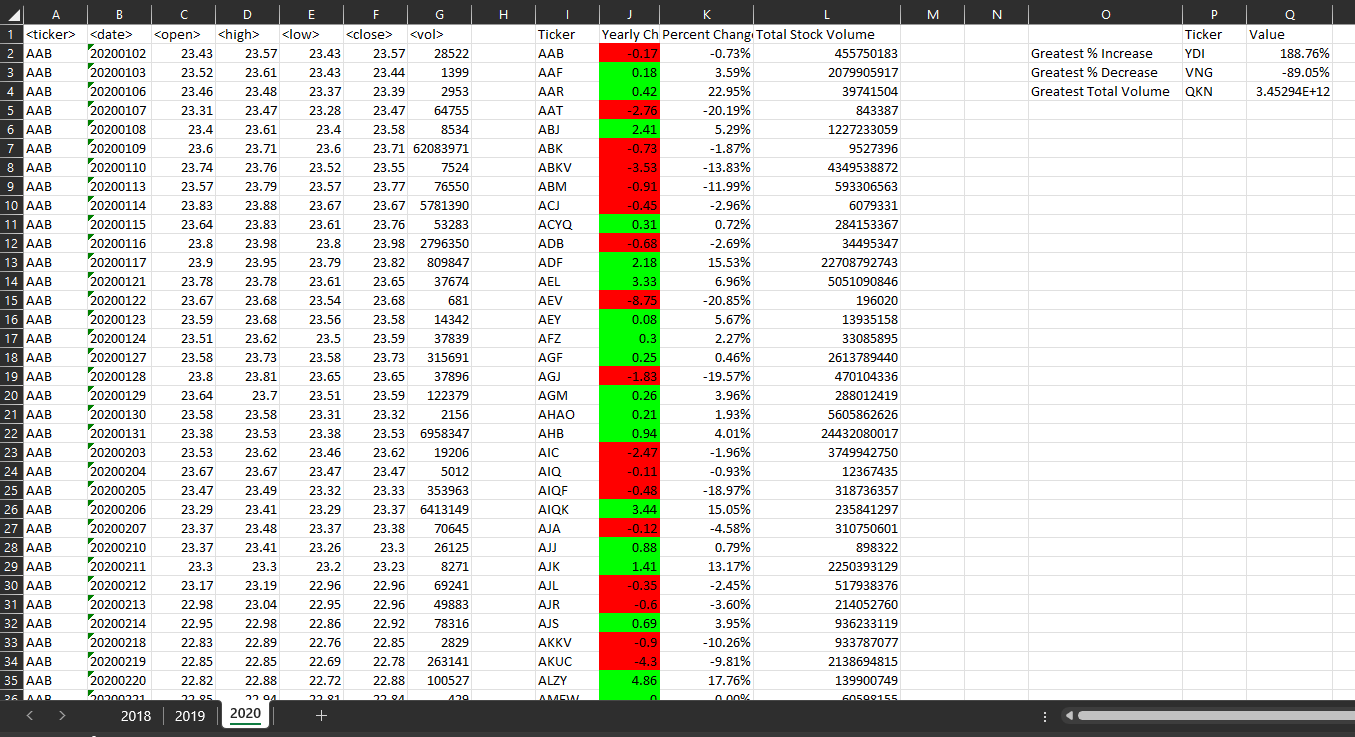 A B C D E F G H I J K L M N O P Q
1 <ticker> <date> <open> <high> <low> <close> <vol> Ticker Yearly Ch Percent Chang Total Stock Volume Ticker Value
2 AAB 20200102 23.43 23.57 23.43 23.57 28522 AAB -0.17 -0.73% 455750183 Greatest % Increase YDI 188.76%
3 AAB 20200103 23.52 23.61 23.43 23.44 1399 AAF 0.18 3.59% 2079905917 Greatest % Decrease VNG -89.05%
4 AAB 20200106 23.46 23.48 23.37 23.39 2953 AAR 0.42 22.95% 39741504 Greatest Total Volume QKN 3.45294E+12
5 AAB 20200107 23.31 23.47 23.28 23.47 64755 AAT -2.76 -20.19% 843387
6 AAB 20200108 23.4 23.61 23.4 23.58 8534 ABJ 2.41 5.29% 1227233059
7 AAB 20200109 23.6 23.71 23.6 23.71 62083971 ABK -0.73 -1.87% 9527396
8 AAB 20200110 23.74 23.76 23.52 23.55 7524 ABKV -3.53 -13.83% 4349538872
9 AAB 20200113 23.57 23.79 23.57 23.77 76550 ABM -0.91 -11.99% 593306563
10 AAB 20200114 23.83 23.88 23.67 23.67 5781390 ACJ -0.45 -2.96% 6079331
11 AAB 20200115 23.64 23.83 23.61 23.76 53283 ACYQ 0.31 0.72% 284153367
12 AAB 20200116 23.8 23.98 23.8 23.98 2796350 ADB -0.68 -2.69% 34495347
13 AAB 20200117 23.9 23.95 23.79 23.82 809847 ADF 2.18 15.53% 22708792743
14 AAB 20200121 23.78 23.78 23.61 23.65 37674 AEL 3.33 6.96% 5051090846
15 AAB 20200122 23.67 23.68 23.54 23.68 681 AEV -8.75 -20.85% 196020
16 AAB 20200123 23.59 23.68 23.56 23.58 14342 AEY 0.08 5.67% 13935158
17 AAB 20200124 23.51 23.62 23.5 23.59 37839 AFZ 0.3 2.27% 33085895
18 AAB 20200127 23.58 23.73 23.58 23.73 315691 AGF 0.25 0.46% 2613789440
19 AAB 20200128 23.8 23.81 23.65 23.65 37896 AGJ -1.83 -19.57% 470104336
20 AAB 20200129 23.64 23.7 23.51 23.59 122379 AGM 0.26 3.96% 288012419
21 AAB 20200130 23.58 23.58 23.31 23.32 2156 AHAO 0.21 1.93% 5605862626
22 AAB 20200131 23.38 23.53 23.38 23.53 6958347 AHB 0.94 4.01% 24432080017
23 AAB 20200203 23.53 23.62 23.46 23.62 19206 AIC -2.47 -1.96% 3749942750
24 AAB 20200204 23.67 23.67 23.47 23.47 5012 AIQ -0.11 -0.93% 12367435
25 AAB 20200205 23.47 23.49 23.32 23.33 353963 AIQF -0.48 -18.97% 318736357
26 AAB 20200206 23.29 23.41 23.29 23.37 6413149 AIQK 3.44 15.05% 235841297
27 AAB 20200207 23.37 23.48 23.37 23.38 70645 AJA -0.12 -4.58% 310750601
28 AAB 20200210 23.37 23.41 23.26 23.3 26125 AJJ 0.88 0.79% 898322
29 AAB 20200211 23.3 23.3 23.2 23.23 8271 AJK 1.41 13.17% 2250393129
30 AAB 20200212 23.17 23.19 22.96 22.96 69241 AJL -0.35 -2.45% 517938376
31 AAB 20200213 22.98 23.04 22.95 22.96 49883 AJR -0.6 -3.60% 214052760
32 AAB 20200214 22.95 22.98 22.86 22.92 78316 AJS 0.69 3.95% 936233119
33 AAB 20200218 22.83 22.89 22.76 22.85 2829 AKKV -0.9 -10.26% 933787077
34 AAB 20200219 22.85 22.85 22.69 22.78 263141 AKUC -4.3 -9.81% 2138694815
35 AAB 20200220 22.82 22.88 22.72 22.88 100527 ALZY 4.86 17.76% 139900749
36 AAB 20200221 22.85 22.94 22.81 22.84 429 AMEW 0 0.00% 60598155
2018 2019 2020